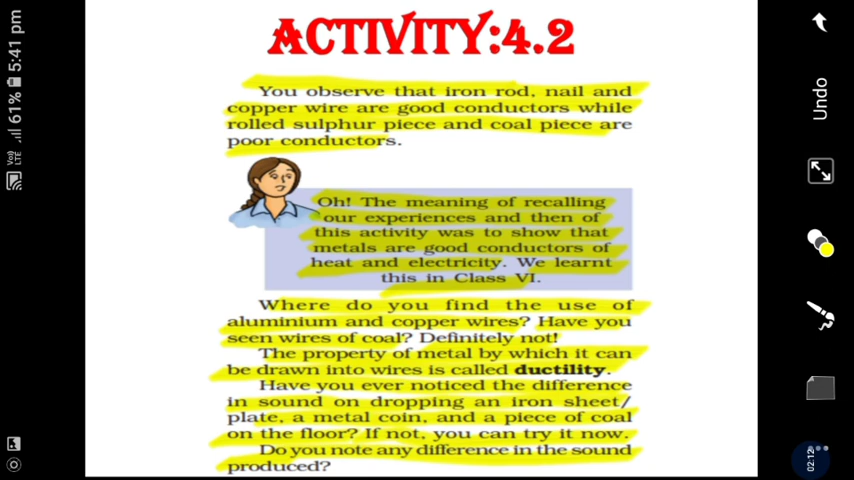 5:41 pm
61%
Vo))
LTE
ACTIVITY:4.2
You observe that iron rod, nail and
copper wire are good conductors while
rolled sulphur piece and coal piece are
poor conductors.
Oh! The meaning of recalling
our experiences and then of
this activity was to show that
metals are good conductors of
heat and electricity. We learnt
this in Class VI.
Where do you find the use of
aluminium and copper wires? Have you
seen wires of coal? Definitely not!
The property of metal by which it can
be drawn into wires is called ductility.
Have you ever noticed the difference
in sound on dropping an iron sheet/
plate, a metal coin, and a piece of coal
on the floor? If not, you can try it now.
Do you note any difference in the sound
produced?
Undo
02:12